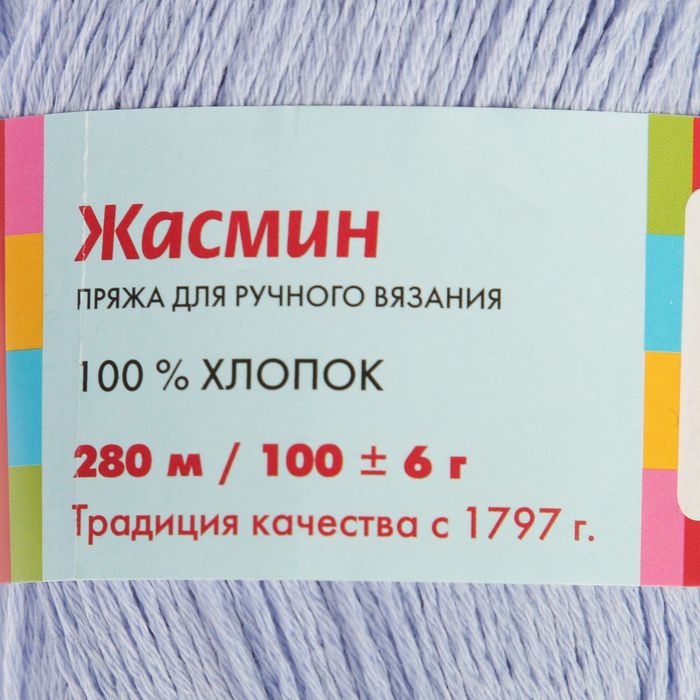 Жасмин
ПРЯЖА ДЛЯ РУЧНОГО ВЯЗАНИЯ
100 % ХЛОПОК
280 м / 100 ± 6 г
Традиция качества с 1797 г.